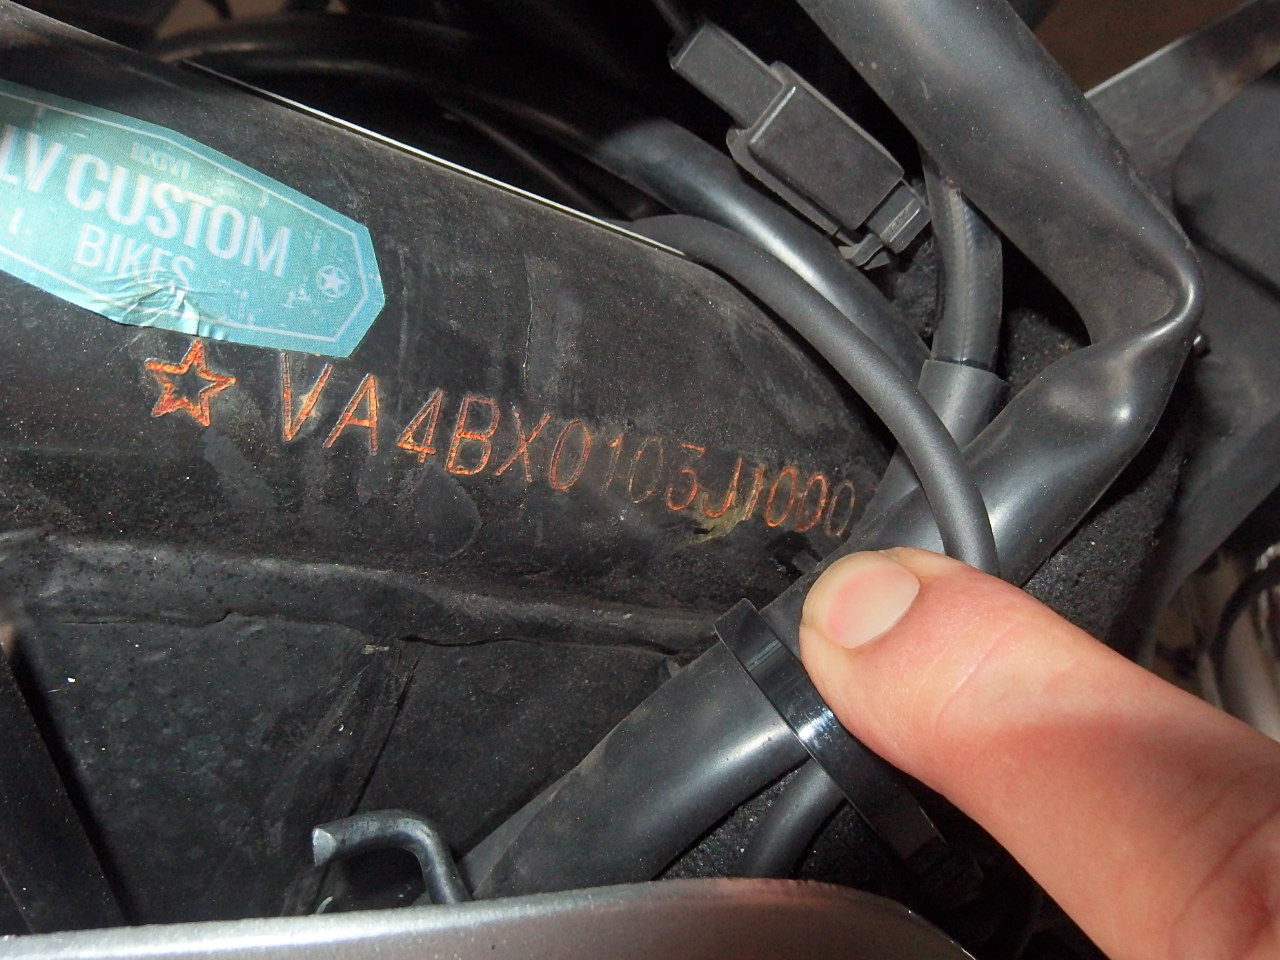 LV CUSTOM
BIKES
☆ VA4BX0103J1000